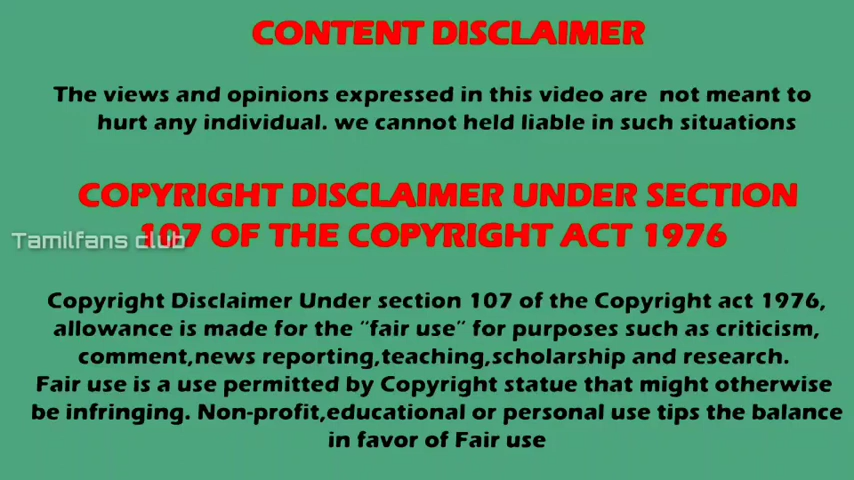 CONTENT DISCLAIMER
The views and opinions expressed in this video are not meant to
hurt any individual. we cannot held liable in such situations
COPYRIGHT DISCLAIMER UNDER SECTION
107 OF THE COPYRIGHT ACT 1976
Tamilfans club
Copyright Disclaimer Under section 107 of the Copyright act 1976,
allowance is made for the "fair use" for purposes such as criticism,
comment,news reporting,teaching,scholarship and research.
Fair use is a use permitted by Copyright statue that might otherwise
be infringing. Non-profit,educational or personal use tips the balance
in favor of Fair use